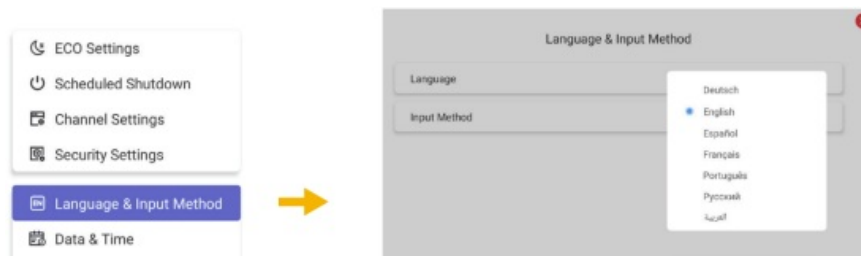 ECO Settings
Scheduled Shutdown
Channel Settings
Security Settings
EN Language & Input Method
Data & Time
Language & Input Method
Language
Input Method
Deutsch
English
Español
Français
Português
Русский
العربية